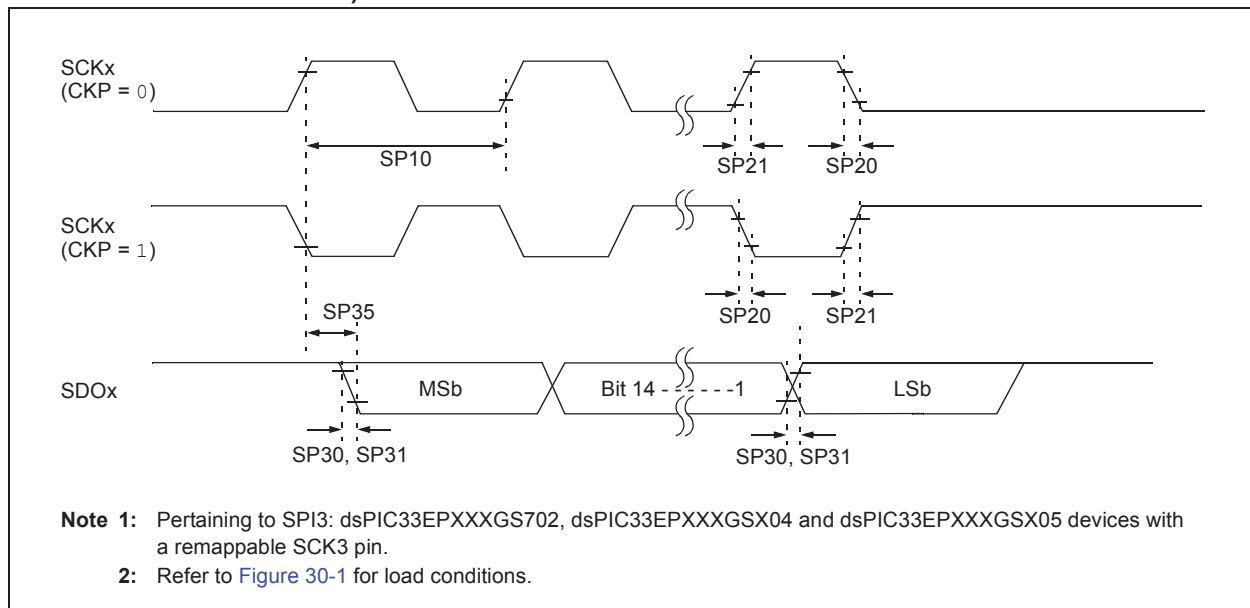 SCKx
(CKP = 0)
SP10
SP21
SP20
SCKx
(CKP = 1)
SP35
SP20
SP21
SDOx
MSb
Bit 14 - - - - - - -1
LSb
SP30, SP31
SP30, SP31
Note 1: Pertaining to SPI3: dsPIC33EPXXXGS702, dsPIC33EPXXXGSX04 and dsPIC33EPXXXGSX05 devices with
a remappable SCK3 pin.
2: Refer to Figure 30-1 for load conditions.